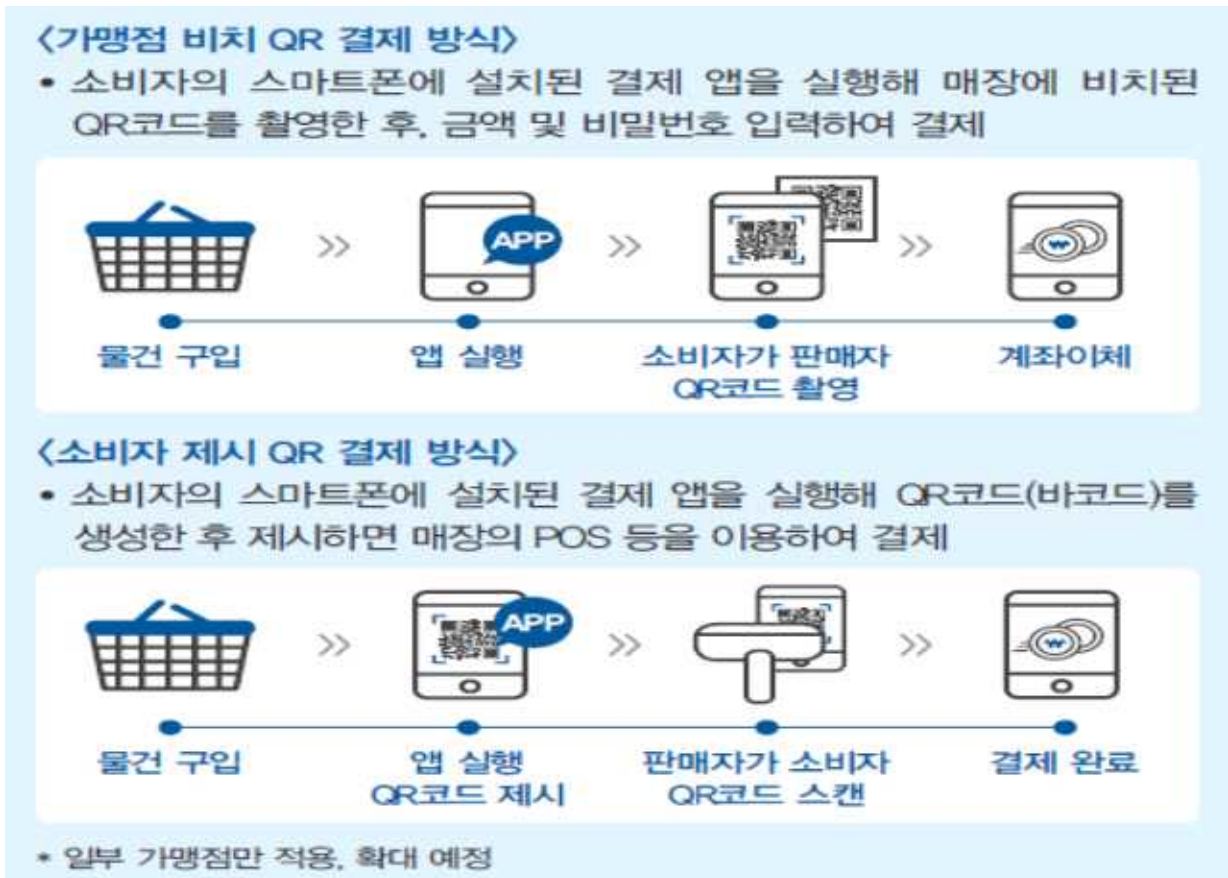 〈가맹점 비치 QR 결제 방식〉
• 소비자의 스마트폰에 설치된 결제 앱을 실행해 매장에 비치된
QR코드를 촬영한 후, 금액 및 비밀번호 입력하여 결제
APP
물건 구입
앱 실행
소비자가 판매자
QR코드 촬영
계좌이체
〈소비자 제시 QR 결제 방식〉
• 소비자의 스마트폰에 설치된 결제 앱을 실행해 QR코드(바코드)를
생성한 후 제시하면 매장의 POS 등을 이용하여 결제
APP
물건 구입
앱 실행
QR코드 제시
판매자가 소비자
QR코드 스캔
결제 완료
* 일부 가맹점만 적용, 확대 예정